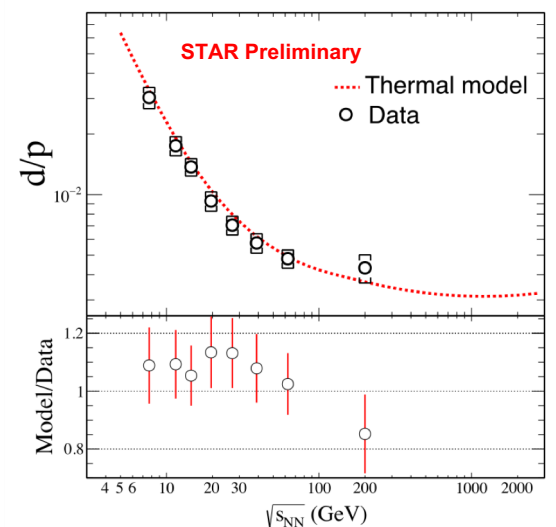 STAR Preliminary
Thermal model
Data
d/p
10⁻²
1.2
1
0.8
Model/Data
4 5 6 10 20 30 100 200 1000 2000
√sNN (GeV)